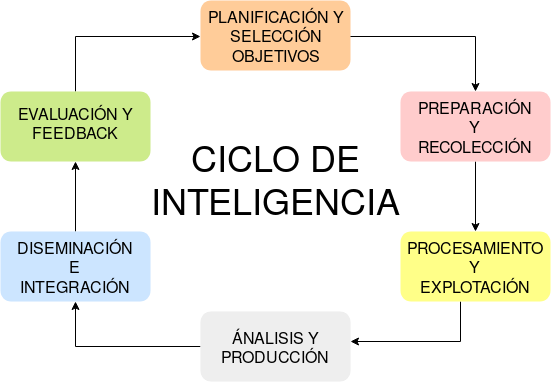 PLANIFICACIÓN Y
SELECCIÓN
OBJETIVOS
PREPARACIÓN
Y
RECOLECCIÓN
PROCESAMIENTO
Y
EXPLOTACIÓN
ÁNALISIS Y
PRODUCCIÓN
DISEMINACIÓN
E
INTEGRACIÓN
EVALUACIÓN Y
FEEDBACK
CICLO DE
INTELIGENCIA